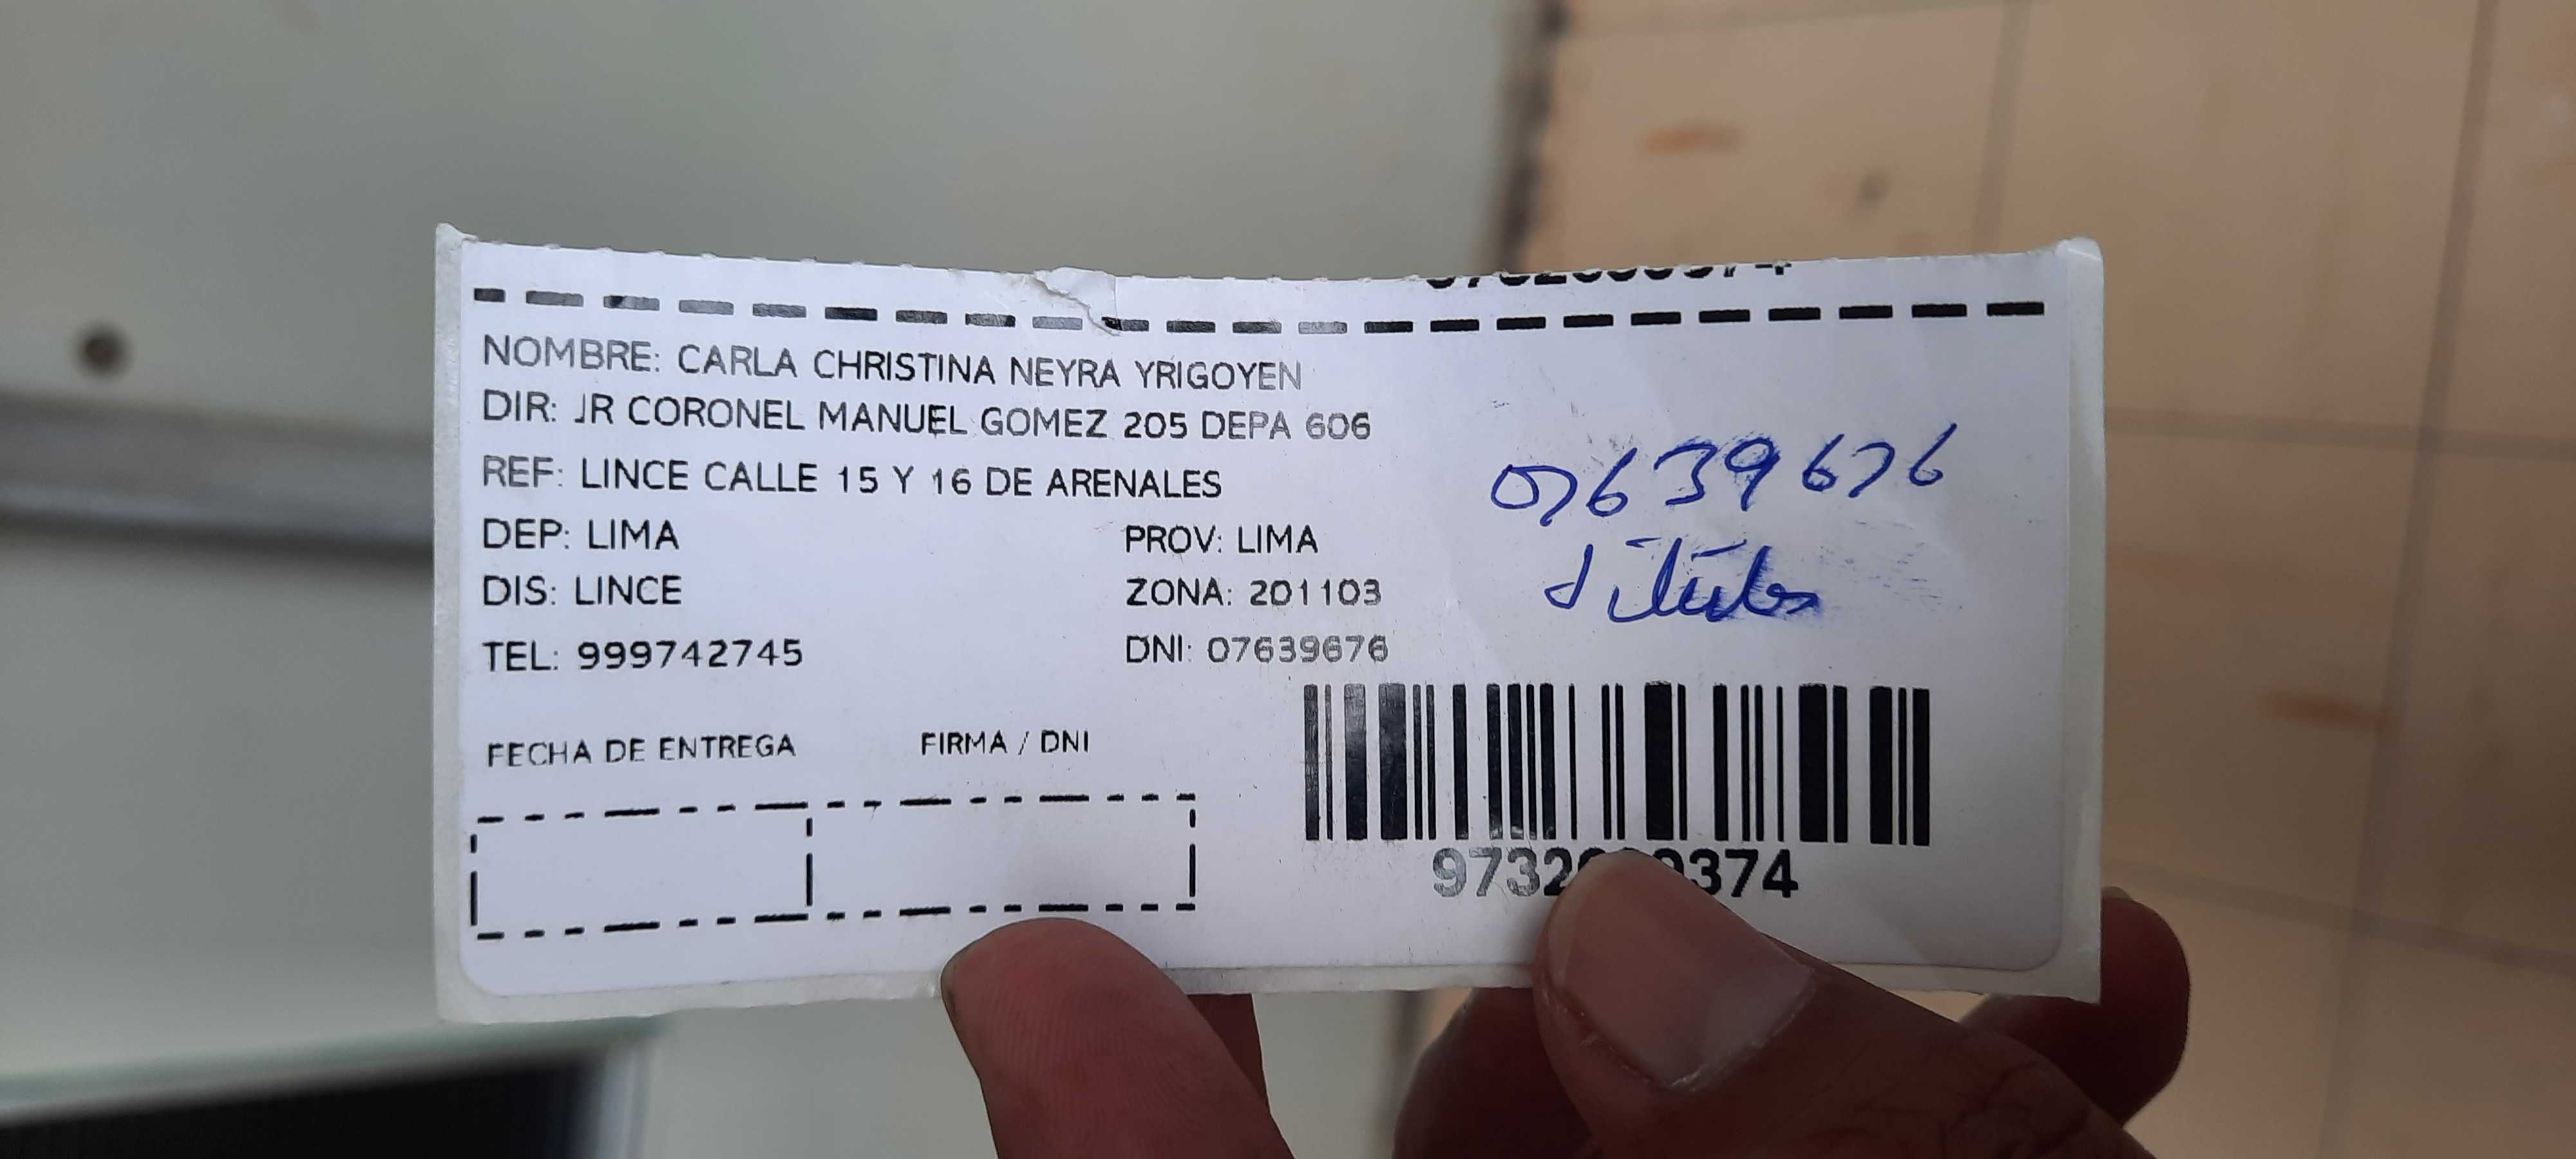 NOMBRE: CARLA CHRISTINA NEYRA YRIGOYEN
DIR: JR CORONEL MANUEL GOMEZ 205 DEPA 606
REF: LINCE CALLE 15 Y 16 DE ARENALES
DEP: LIMA
PROV: LIMA
DIS: LINCE
ZONA: 201103
TEL: 999742745
DNI: 07639676
07639676
FECHA DE ENTREGA
FIRMA / DNI